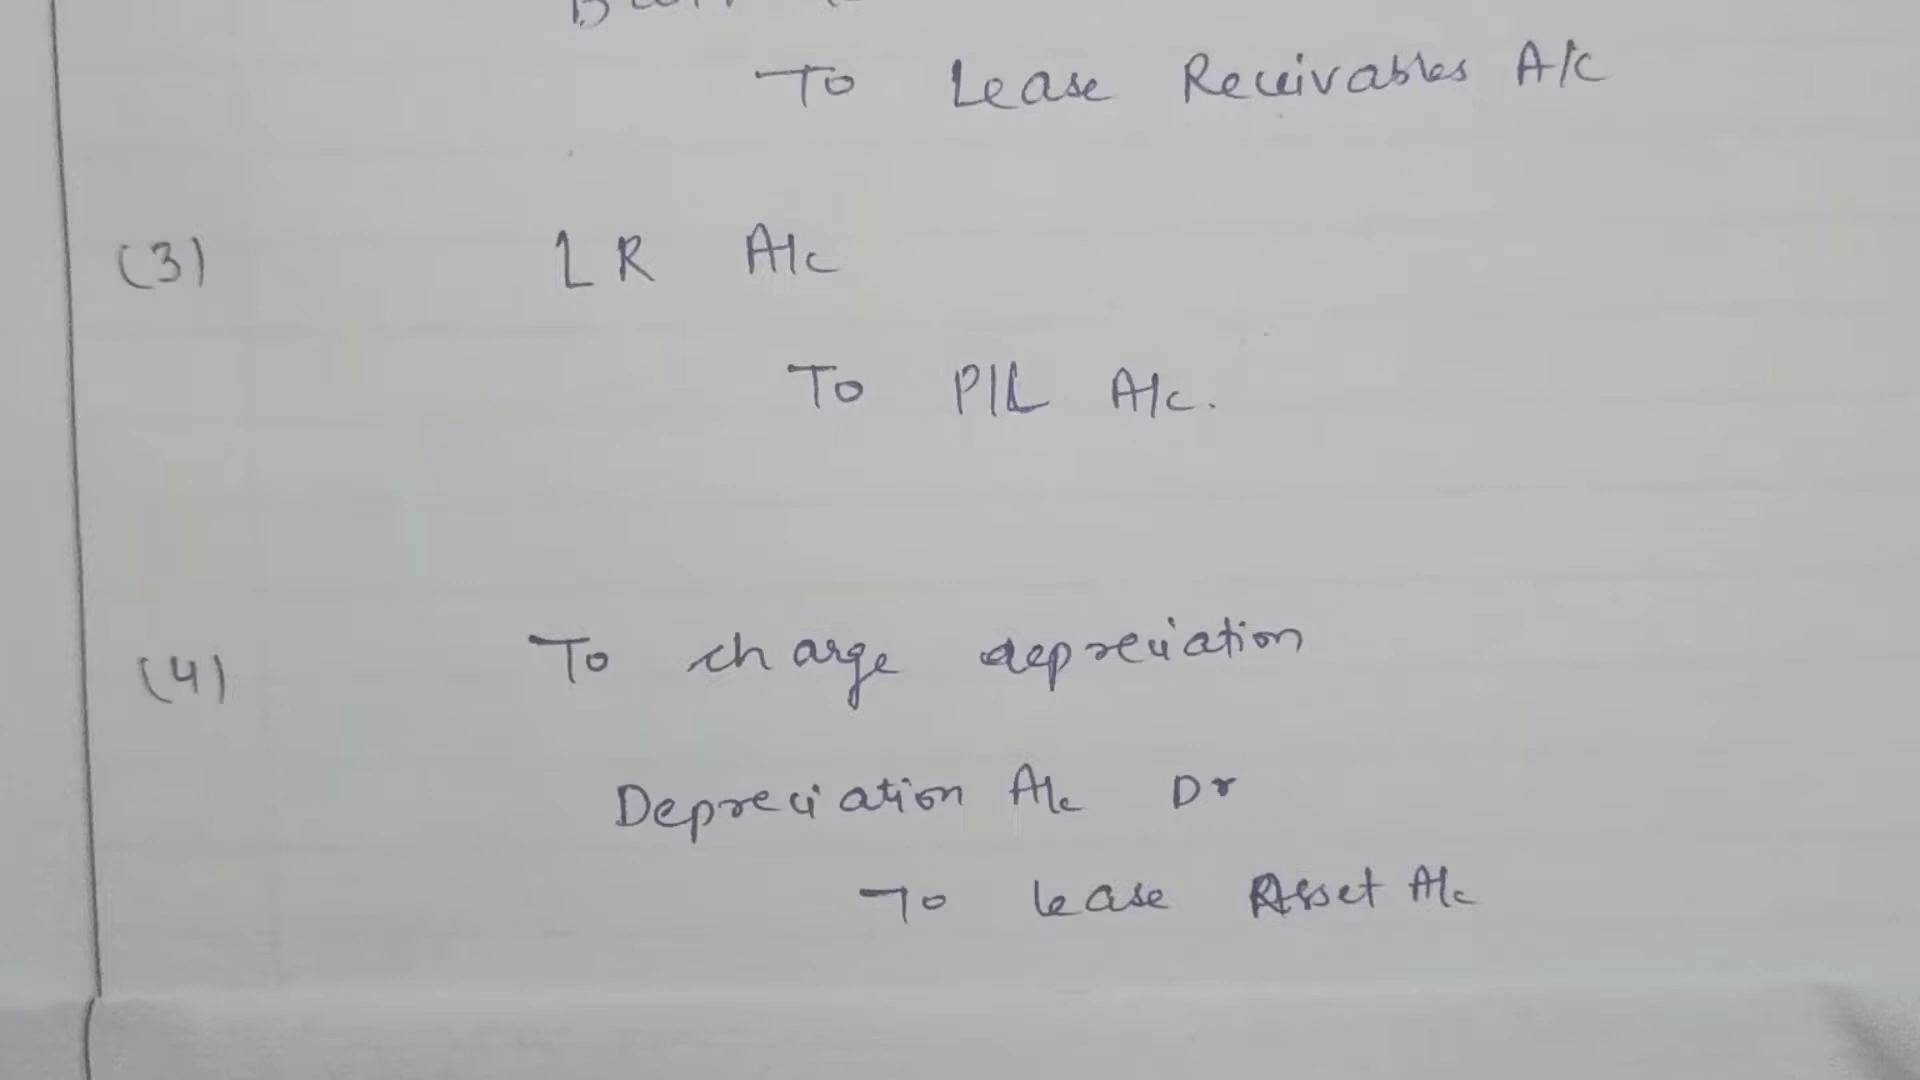 To Lease Receivables A/c
(3) LR A/c
To P/L A/c.
(4) To charge depreciation
Depreciation A/c Dr
To lease Asset A/c